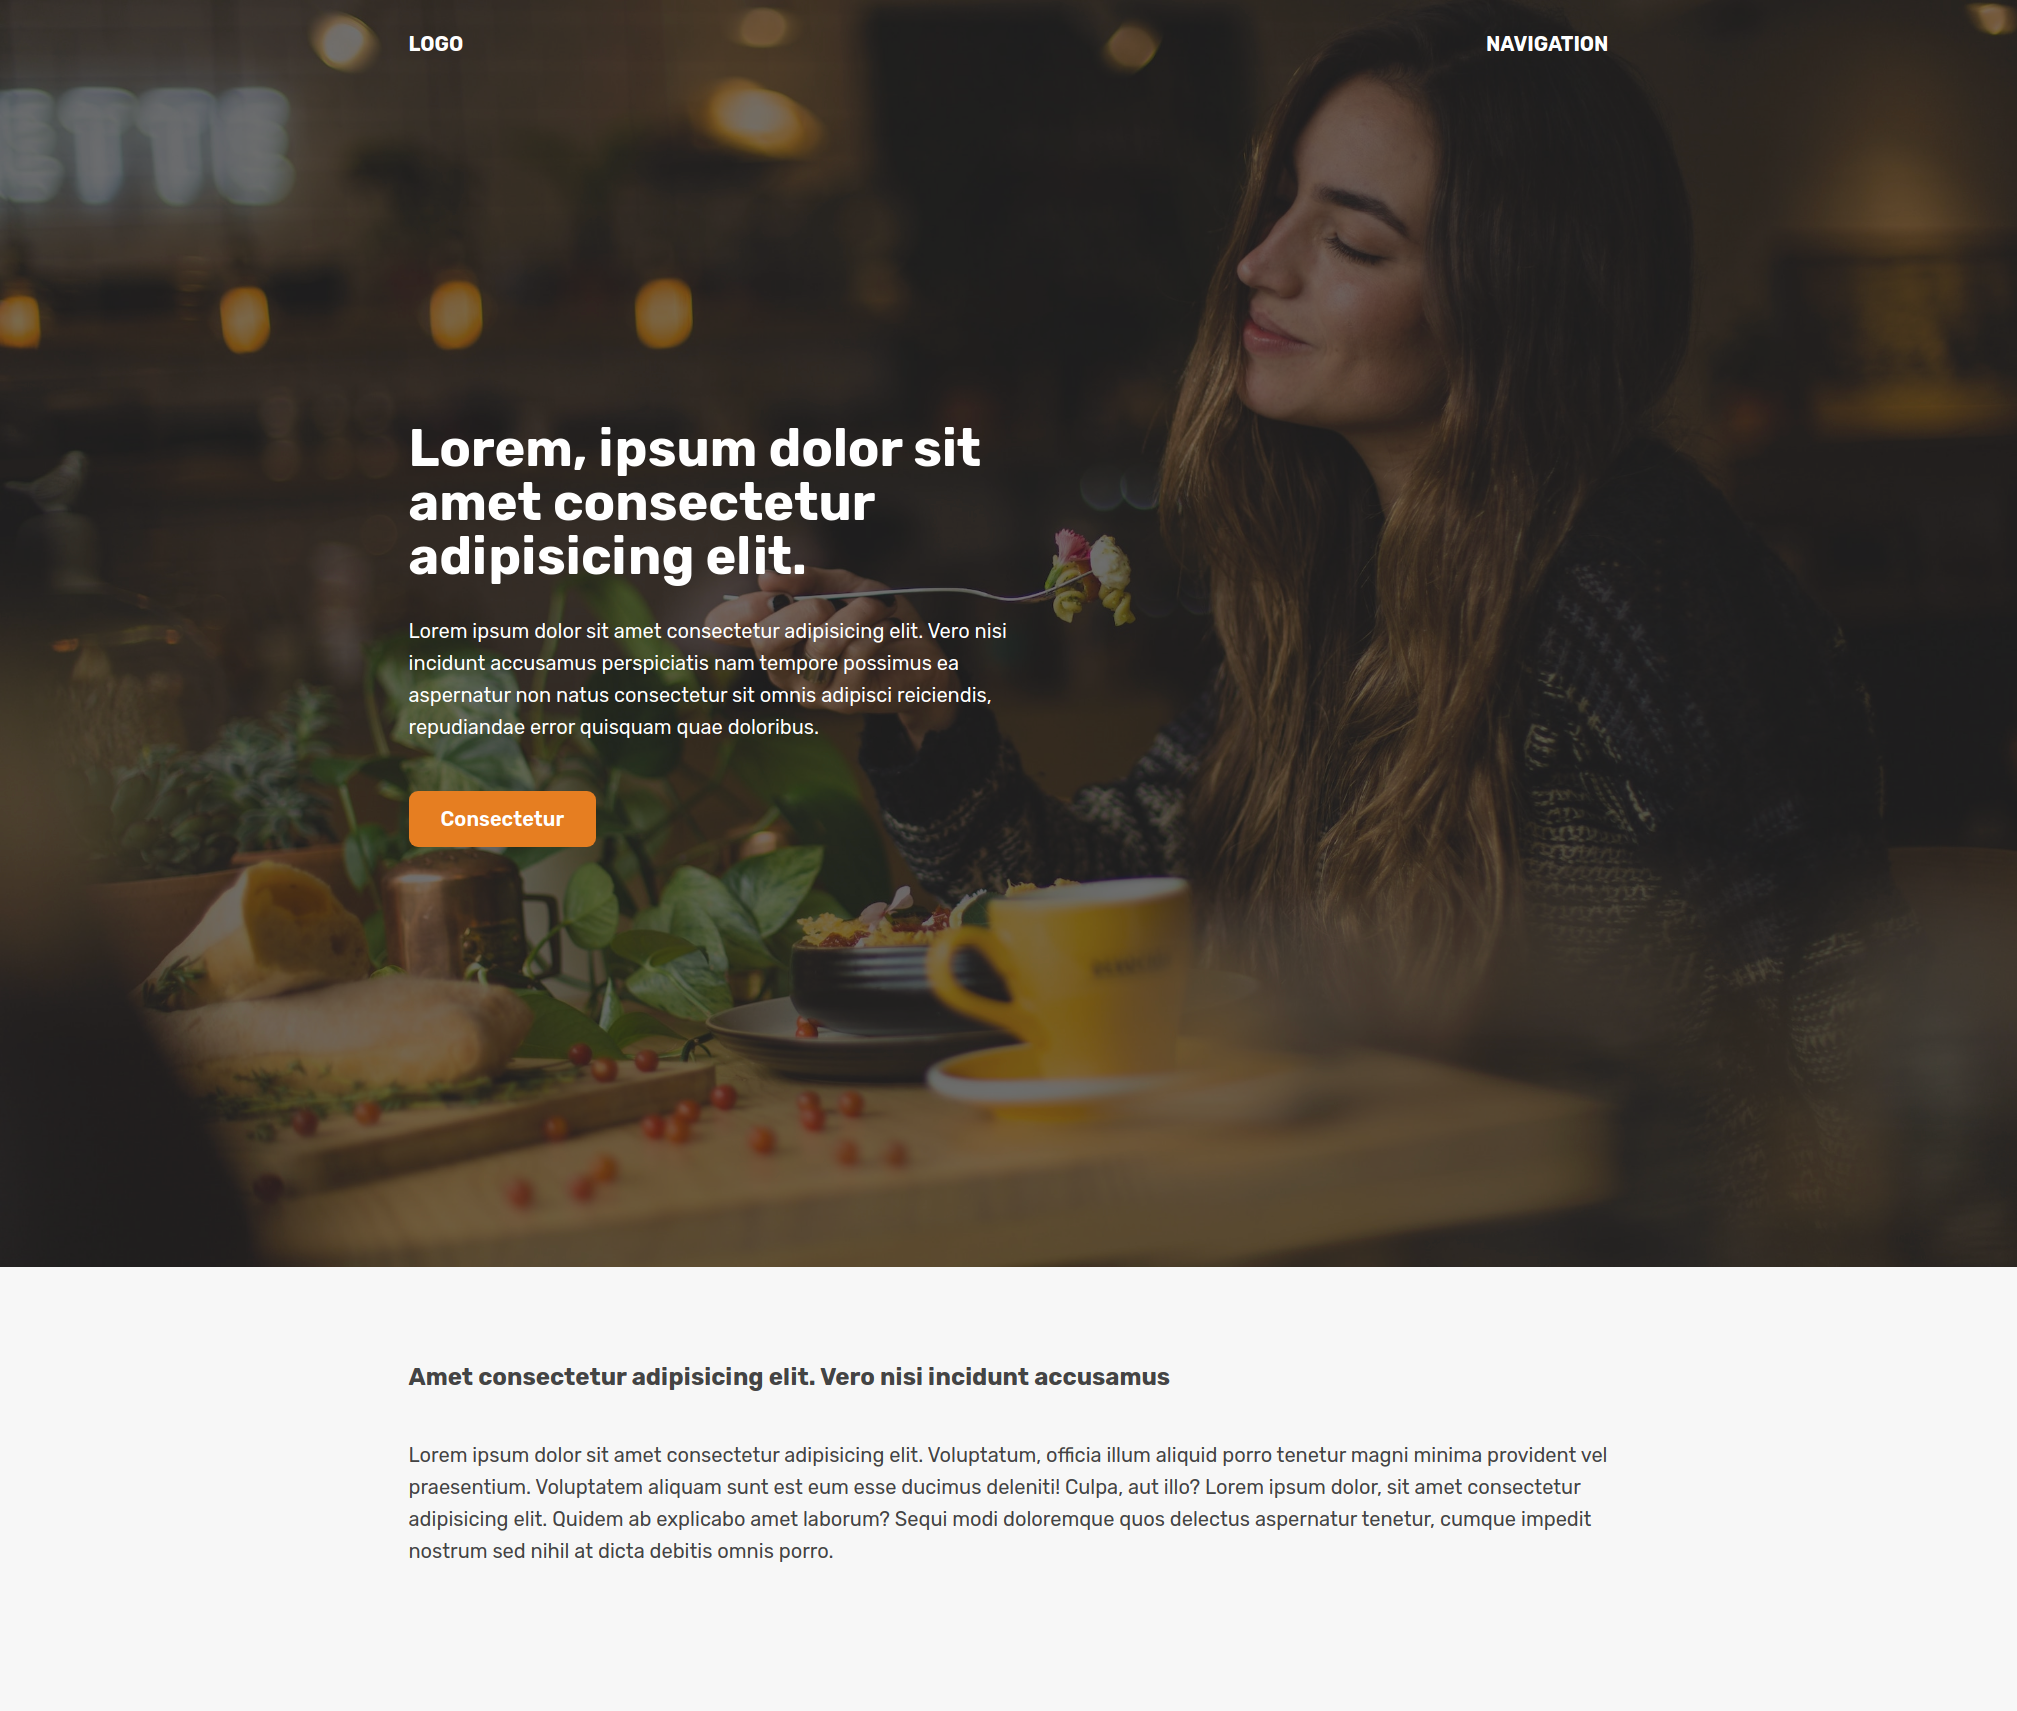 LOGO
NAVIGATION
ETTE
Lorem, ipsum dolor sit
amet consectetur
adipisicing elit.
Lorem ipsum dolor sit amet consectetur adipisicing elit. Vero nisi
incidunt accusamus perspiciatis nam tempore possimus ea
aspernatur non natus consectetur sit omnis adipisci reiciendis,
repudiandae error quisquam quae doloribus.
Consectetur
Amet consectetur adipisicing elit. Vero nisi incidunt accusamus
Lorem ipsum dolor sit amet consectetur adipisicing elit. Voluptatum, officia illum aliquid porro tenetur magni minima provident vel
praesentium. Voluptatem aliquam sunt est eum esse ducimus deleniti! Culpa, aut illo? Lorem ipsum dolor, sit amet consectetur
adipisicing elit. Quidem ab explicabo amet laborum? Sequi modi doloremque quos delectus aspernatur tenetur, cumque impedit
nostrum sed nihil at dicta debitis omnis porro.